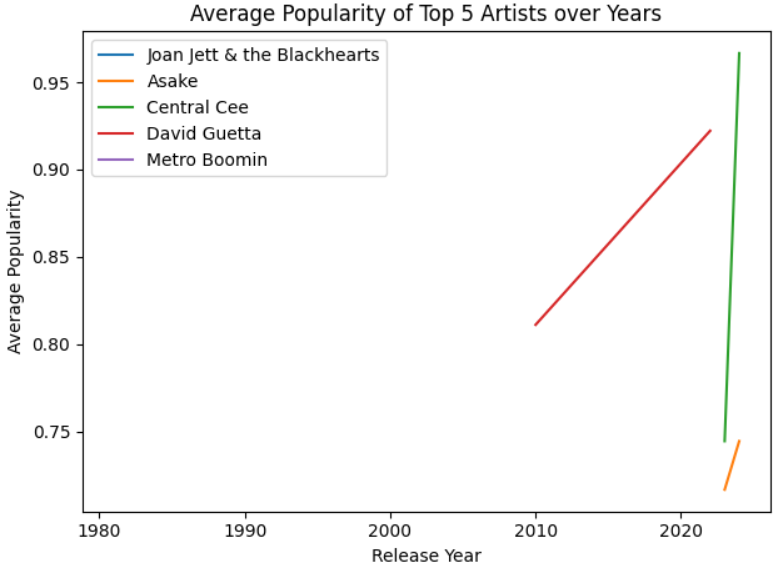 Average Popularity of Top 5 Artists over Years
Joan Jett & the Blackhearts
Asake
Central Cee
David Guetta
Metro Boomin
Average Popularity
0.95
0.90
0.85
0.80
0.75
1980 1990 2000 2010 2020
Release Year